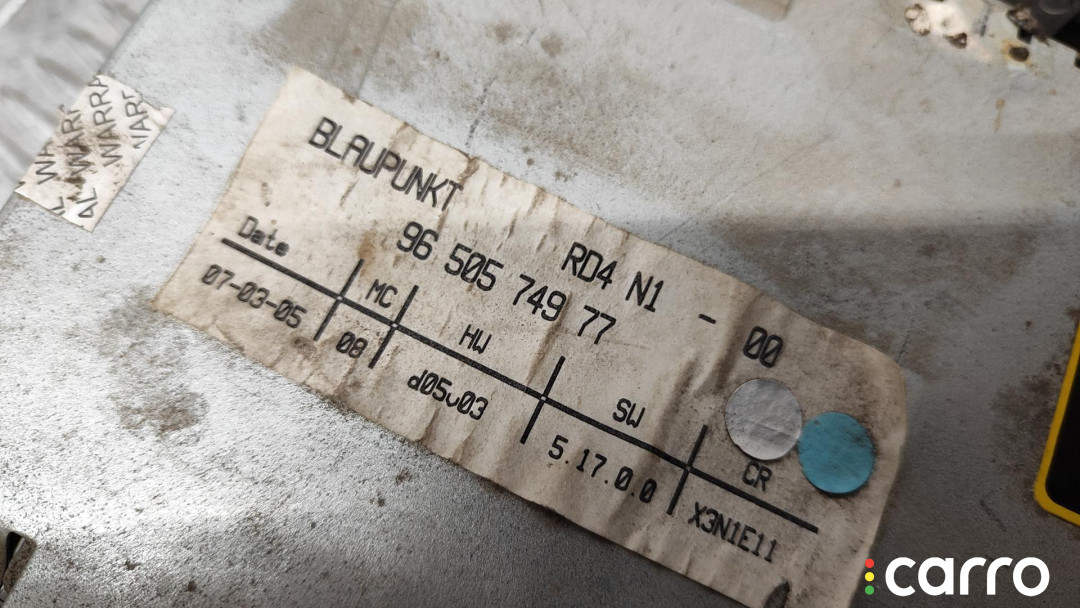 WARR
WARRA
WARR
AL
BLAUPUNKT
RD4 N1 - 00
96 505 749 77
Date MC HW SW CR
07-03-05 08 d05v03 5.17.0.0 X3N1E11
carro